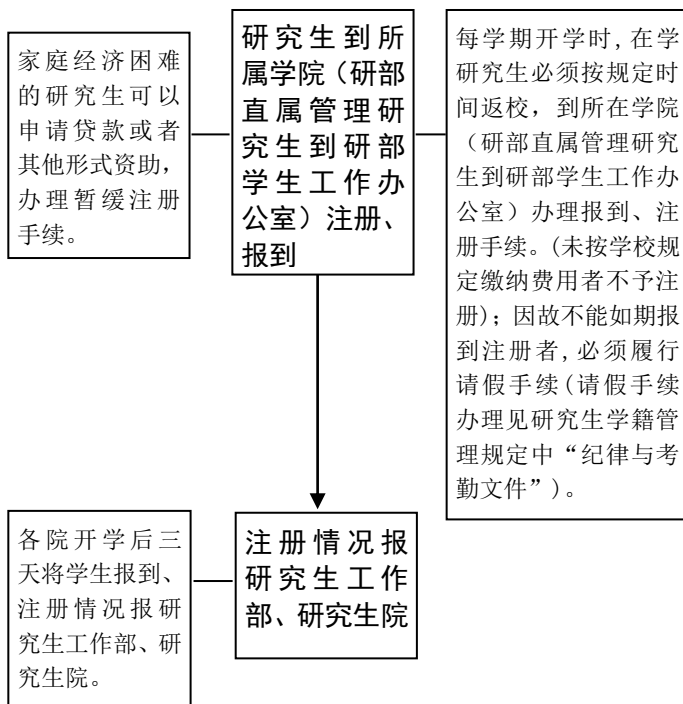 家庭经济困难
的研究生可以
申请贷款或者
其他形式资助，
办理暂缓注册
手续。
研究生到所
属学院（研部
直属管理研
究生到研部
学生工作办
公室）注册、
报到
每学期开学时，在学
研究生必须按规定时
间返校，到所在学院
（研部直属管理研究
生到研部学生工作办
公室）办理报到、注
册手续。（未按学校规
定缴纳费用者不予注
册）；因故不能如期报
到注册者，必须履行
请假手续（请假手续
办理见研究生学籍管
理规定中“纪律与考
勤文件”）。
各院开学后三
天将学生报到、
注册情况报研
究生工作部、研
究生院。
注册情况报
研究生工作
部、研究生院